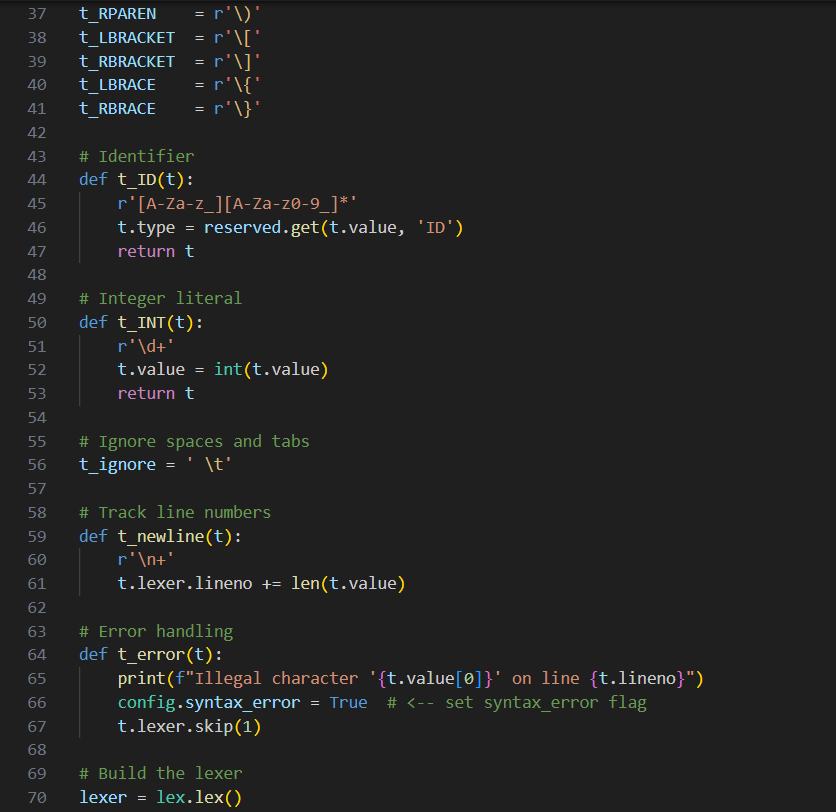 37 t_RPAREN    = r'\)'
38 t_LBRACKET  = r'\['
39 t_RBRACKET  = r'\]'
40 t_LBRACE    = r'\{'
41 t_RBRACE    = r'\}'
42
43 # Identifier
44 def t_ID(t):
45     r'[A-Za-z_][A-Za-z0-9_]*'
46     t.type = reserved.get(t.value, 'ID')
47     return t
48
49 # Integer literal
50 def t_INT(t):
51     r'\d+'
52     t.value = int(t.value)
53     return t
54
55 # Ignore spaces and tabs
56 t_ignore = ' \t'
57
58 # Track line numbers
59 def t_newline(t):
60     r'\n+'
61     t.lexer.lineno += len(t.value)
62
63 # Error handling
64 def t_error(t):
65     print(f"Illegal character '{t.value[0]}' on line {t.lineno}")
66     config.syntax_error = True  # <-- set syntax_error flag
67     t.lexer.skip(1)
68
69 # Build the lexer
70 lexer = lex.lex()